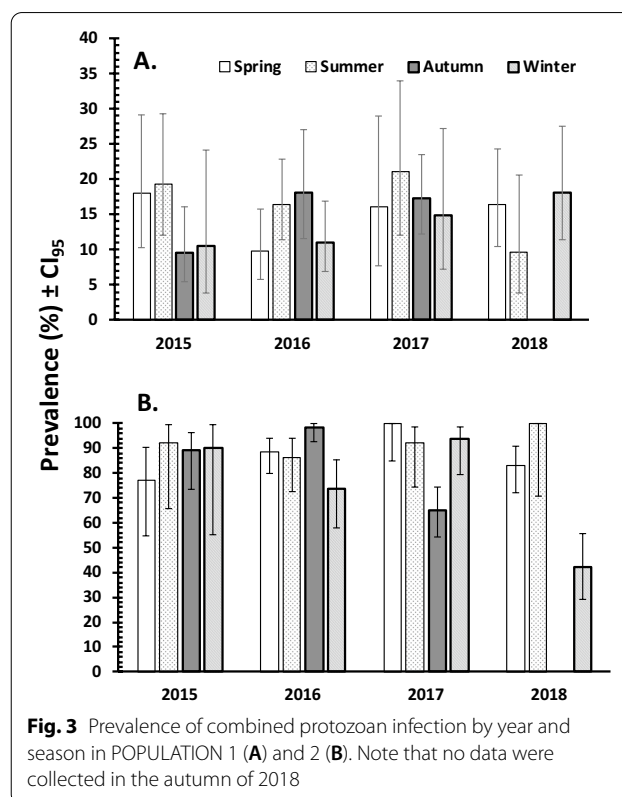 A.
Spring Summer Autumn Winter
40
35
30
25
20
15
10
5
0
2015 2016 2017 2018
Prevalence (%) ± CI95
B.
100
90
80
70
60
50
40
30
20
10
0
2015 2016 2017 2018
Fig. 3 Prevalence of combined protozoan infection by year and
season in POPULATION 1 (A) and 2 (B). Note that no data were
collected in the autumn of 2018